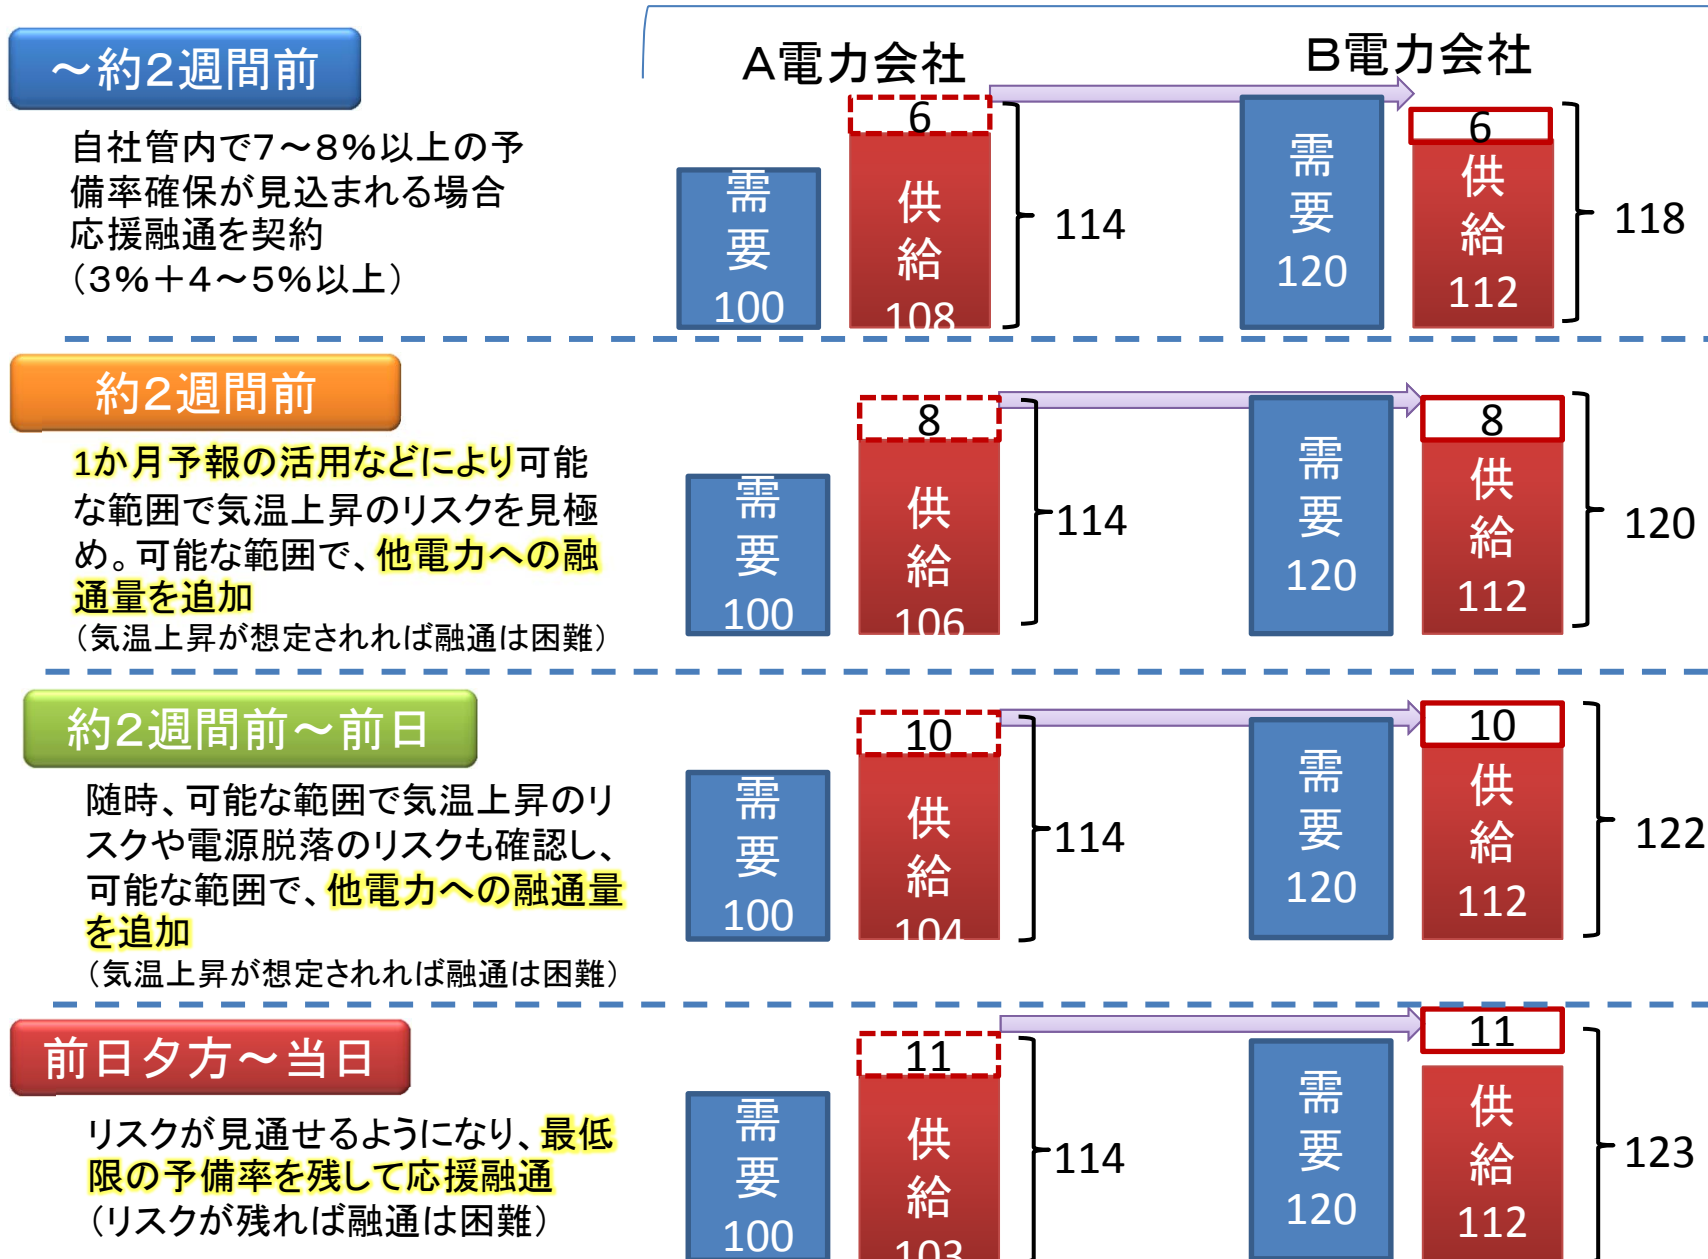 ～約2週間前
自社管内で7～8%以上の予
備率確保が見込まれる場合
応援融通を契約
（3%＋4～5%以上）
A電力会社
B電力会社
6
需要
100
供給
108
114
需要
120
6
供給
112
118
約2週間前
1か月予報の活用などにより可能
な範囲で気温上昇のリスクを見極
め。可能な範囲で、他電力への融
通量を追加
（気温上昇が想定されれば融通は困難）
8
需要
100
供給
106
114
需要
120
8
供給
112
120
約2週間前～前日
随時、可能な範囲で気温上昇のリ
スクや電源脱落のリスクも確認し、
可能な範囲で、他電力への融通量
を追加
（気温上昇が想定されれば融通は困難）
10
需要
100
供給
104
114
需要
120
10
供給
112
122
前日夕方～当日
リスクが見通せるようになり、最低
限の予備率を残して応援融通
（リスクが残れば融通は困難）
11
需要
100
供給
103
114
需要
120
11
供給
112
123